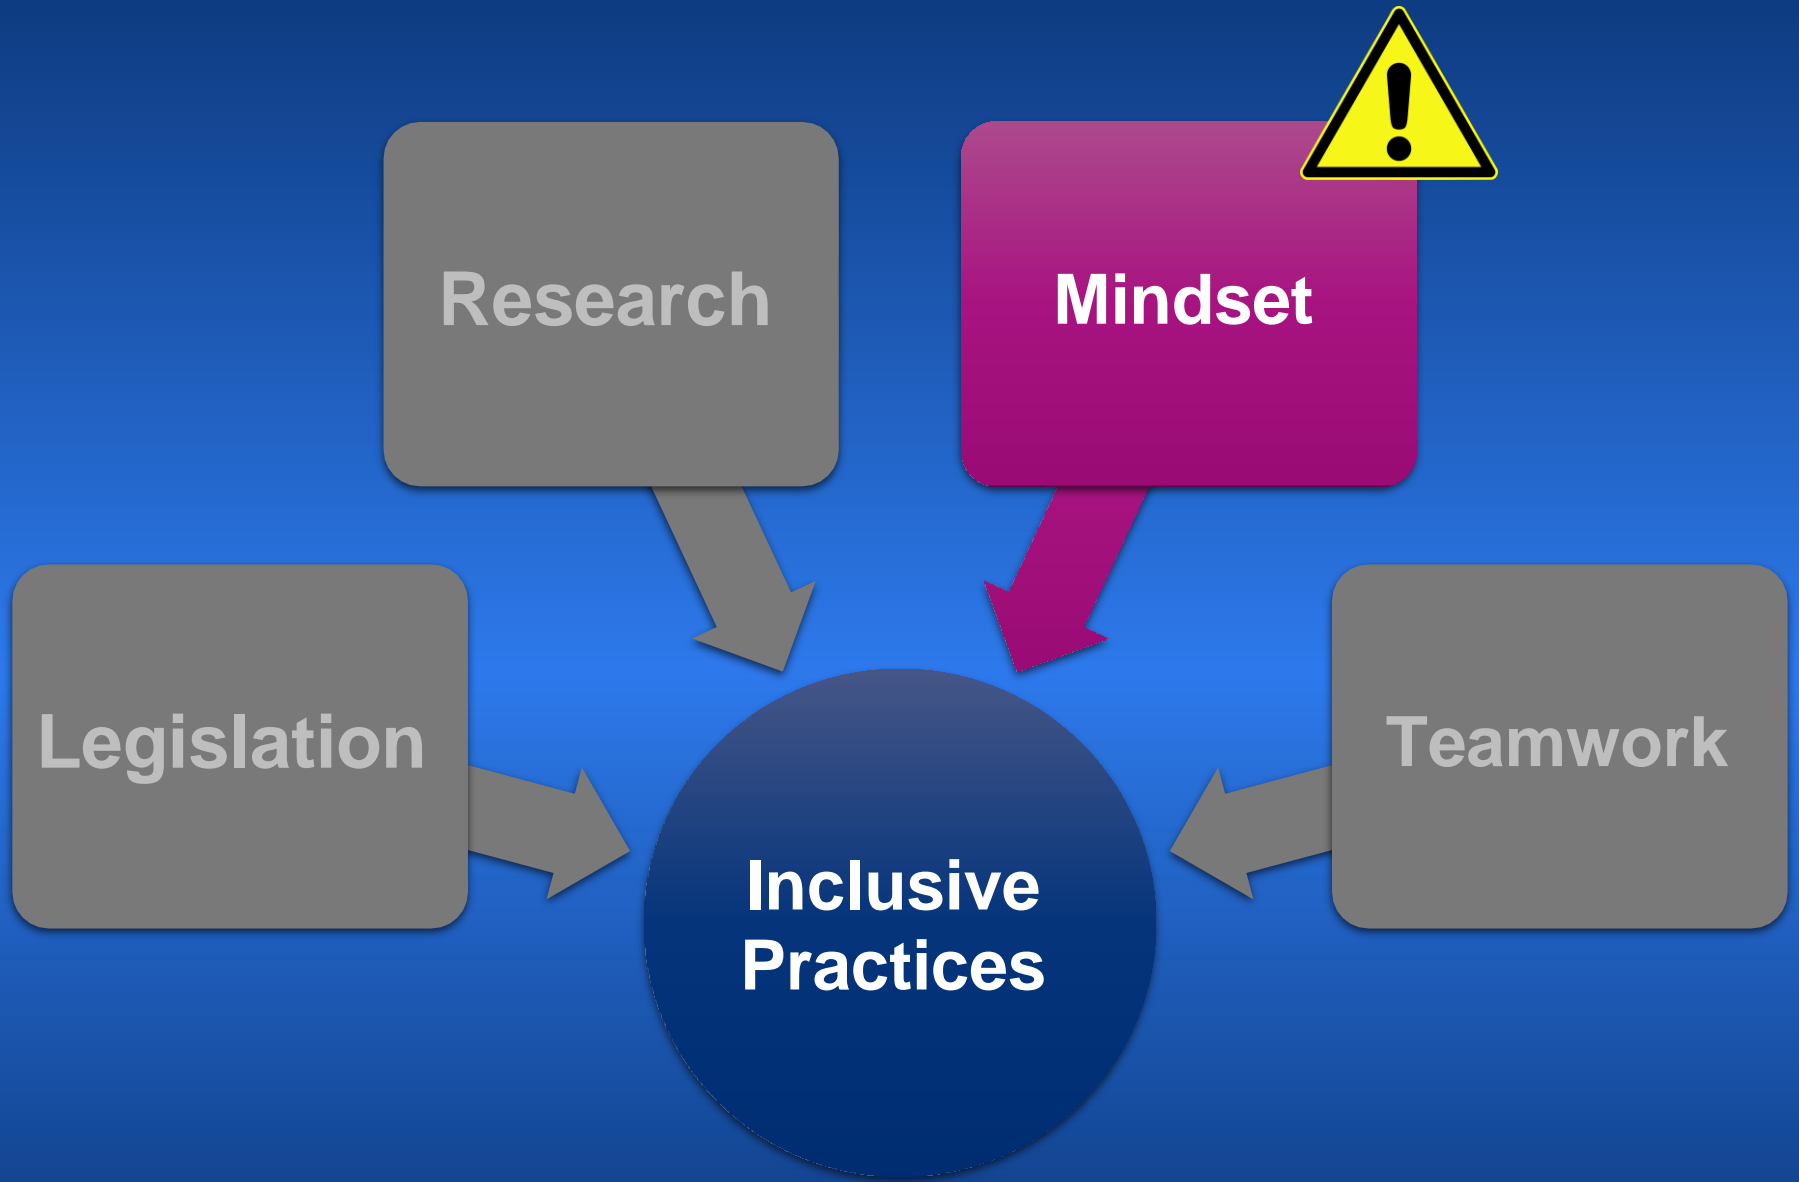 Research
Mindset
Legislation
Teamwork
Inclusive
Practices